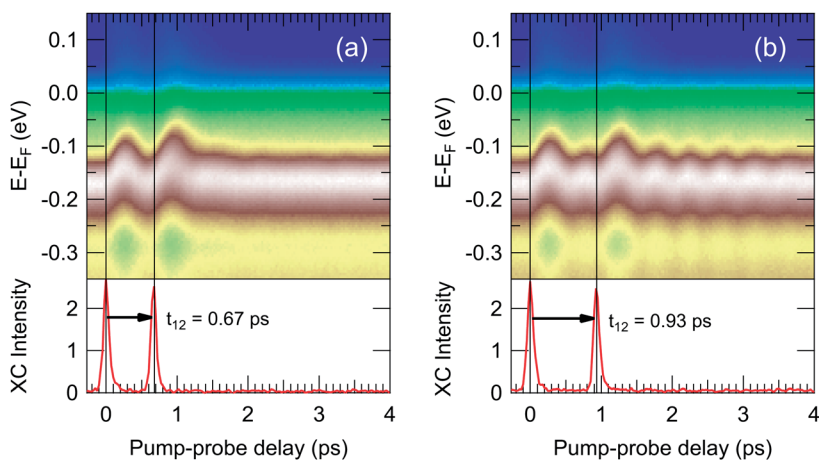 (a)
0.1
0.0
-0.1
-0.2
-0.3
E-E_F (eV)
2
1
0
XC Intensity
t_12 = 0.67 ps
0 1 2 3 4
Pump-probe delay (ps)
(b)
0.1
0.0
-0.1
-0.2
-0.3
E-E_F (eV)
2
1
0
XC Intensity
t_12 = 0.93 ps
0 1 2 3 4
Pump-probe delay (ps)